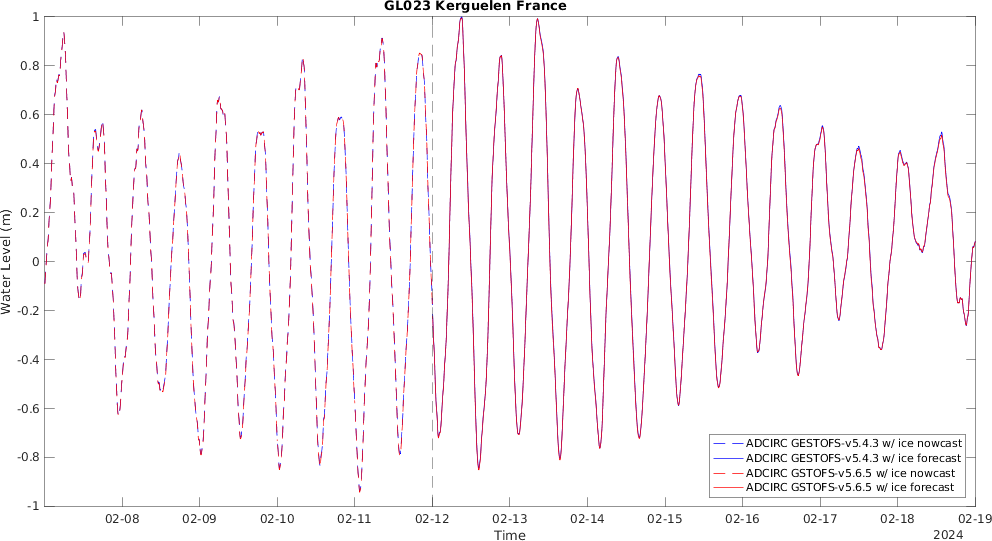 GL023 Kerguelen France
Water Level (m)
1
0.8
0.6
0.4
0.2
0
-0.2
-0.4
-0.6
-0.8
-1
02-08 02-09 02-10 02-11 02-12 02-13 02-14 02-15 02-16 02-17 02-18 02-19
Time
2024
ADCIRC GESTOFS-v5.4.3 w/ ice nowcast
ADCIRC GESTOFS-v5.4.3 w/ ice forecast
ADCIRC GSTOFS-v5.6.5 w/ ice nowcast
ADCIRC GSTOFS-v5.6.5 w/ ice forecast